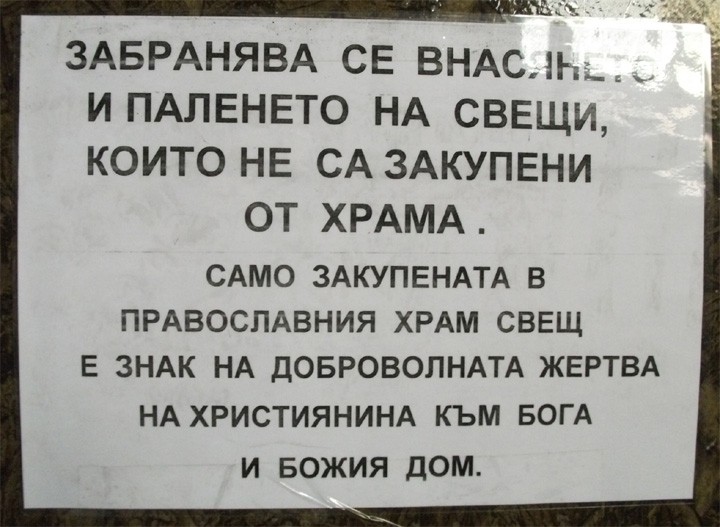 ЗАБРАНЯВА СЕ ВНАСЯНЕТО
И ПАЛЕНЕТО НА СВЕЩИ,
КОИТО НЕ СА ЗАКУПЕНИ
ОТ ХРАМА .
САМО ЗАКУПЕНАТА В
ПРАВОСЛАВНИЯ ХРАМ СВЕЩ
Е ЗНАК НА ДОБРОВОЛНАТА ЖЕРТВА
НА ХРИСТИЯНИНА КЪМ БОГА
И БОЖИЯ ДОМ.